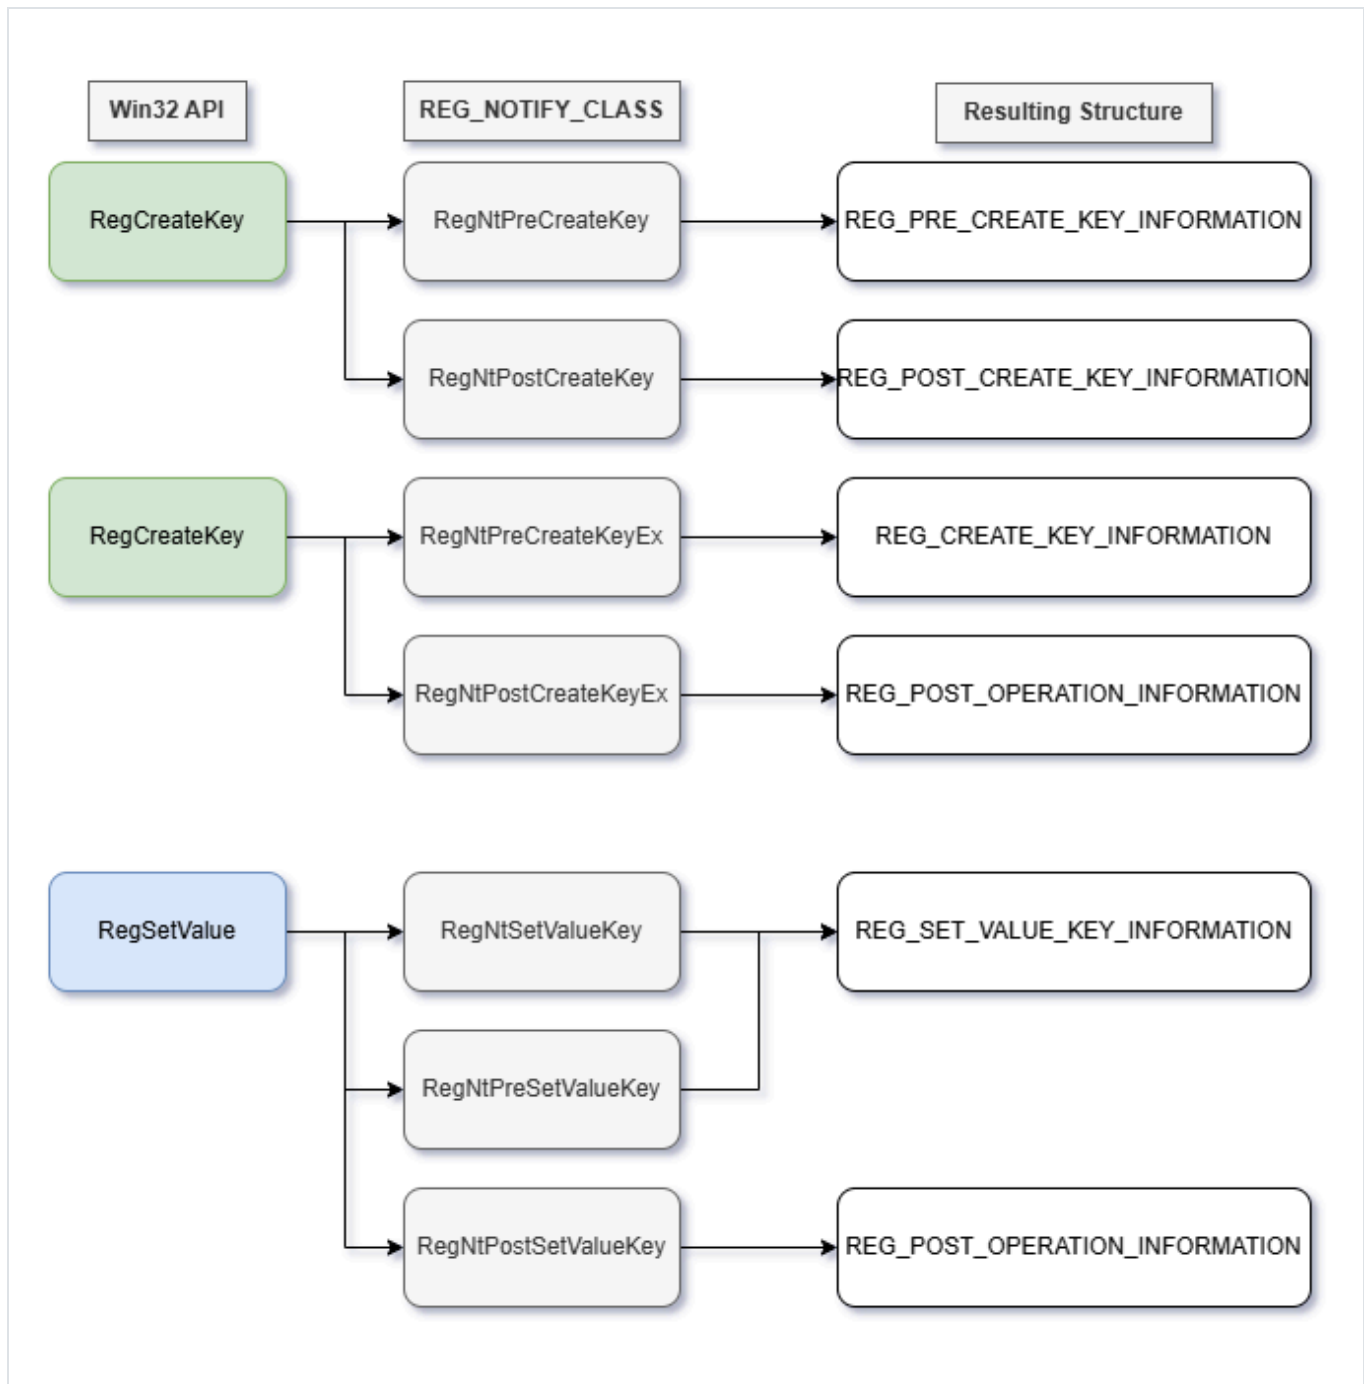 Win32 API
REG_NOTIFY_CLASS
Resulting Structure
RegCreateKey
RegNtPreCreateKey
REG_PRE_CREATE_KEY_INFORMATION
RegNtPostCreateKey
REG_POST_CREATE_KEY_INFORMATION
RegCreateKey
RegNtPreCreateKeyEx
REG_CREATE_KEY_INFORMATION
RegNtPostCreateKeyEx
REG_POST_OPERATION_INFORMATION
RegSetValue
RegNtSetValueKey
REG_SET_VALUE_KEY_INFORMATION
RegNtPreSetValueKey
RegNtPostSetValueKey
REG_POST_OPERATION_INFORMATION